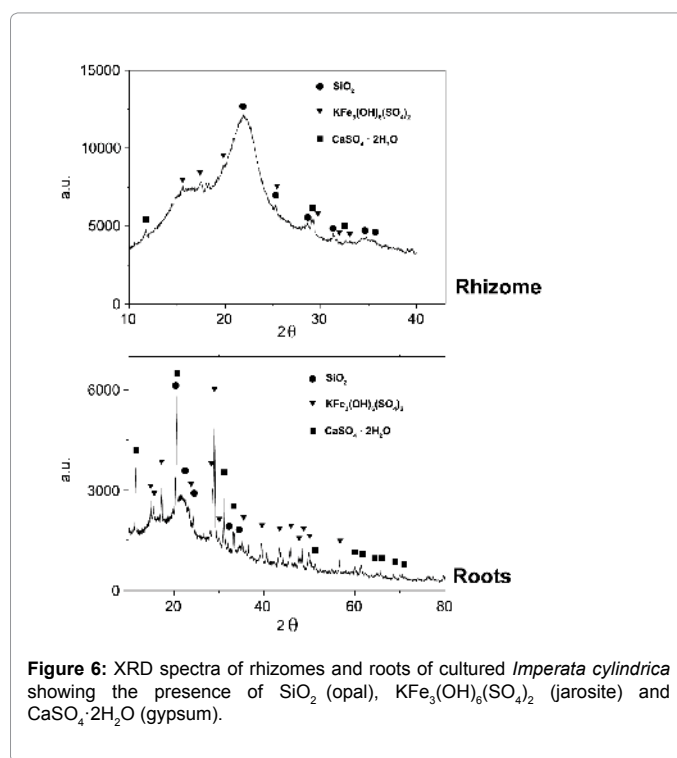 15000
● SiO₂
▼ KFe₃(OH)₆(SO₄)₂
■ CaSO₄ · 2H₂O
10000
a.u.
5000
0
10 20 30 40
2θ
Rhizome
6000
● SiO₂
▼ KFe₃(OH)₆(SO₄)₂
■ CaSO₄ · 2H₂O
a.u.
3000
0
20 40 60 80
2θ
Roots
Figure 6: XRD spectra of rhizomes and roots of cultured Imperata cylindrica
showing the presence of SiO₂ (opal), KFe₃(OH)₆(SO₄)₂ (jarosite) and
CaSO₄·2H₂O (gypsum).